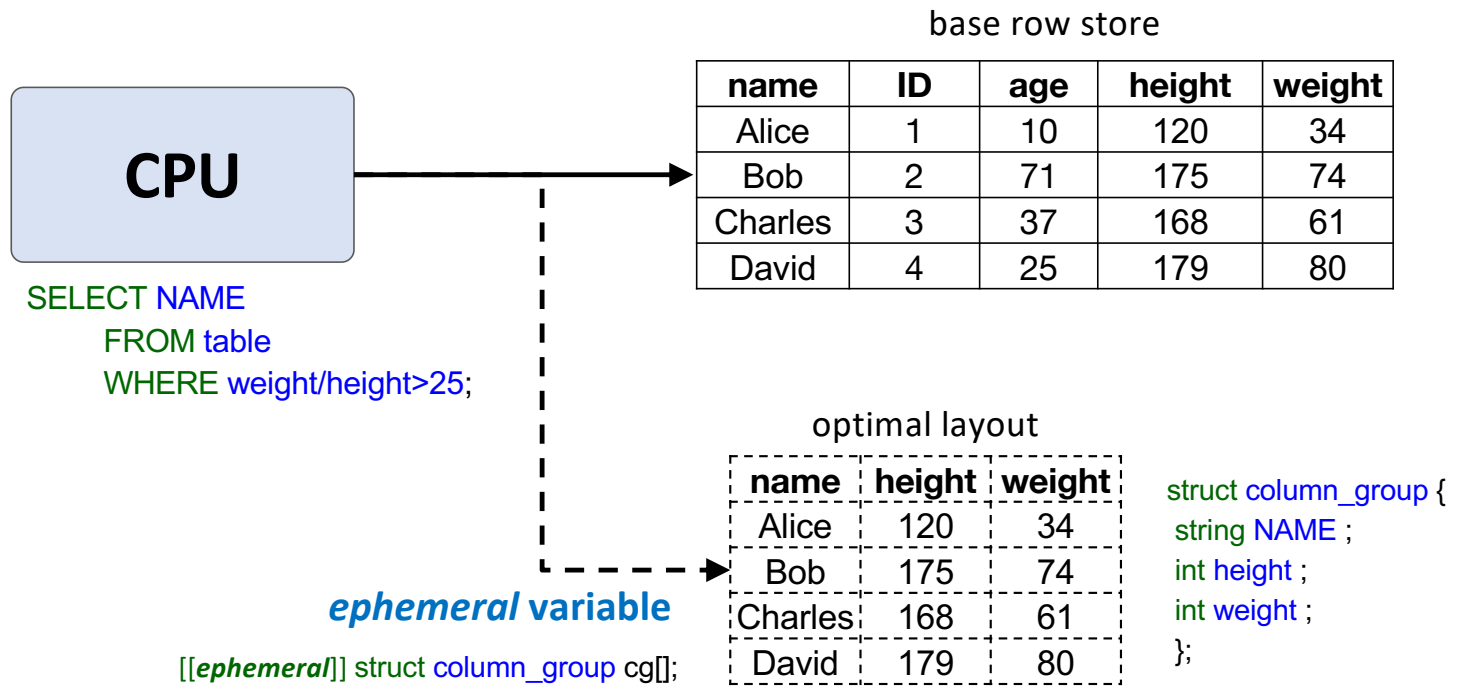 base row store
name ID age height weight
Alice 1 10 120 34
Bob 2 71 175 74
Charles 3 37 168 61
David 4 25 179 80
CPU
SELECT NAME
FROM table
WHERE weight/height>25;
optimal layout
name height weight
Alice 120 34
Bob 175 74
Charles 168 61
David 179 80
struct column_group {
string NAME ;
int height ;
int weight ;
};
ephemeral variable
[[ephemeral]] struct column_group cg[];